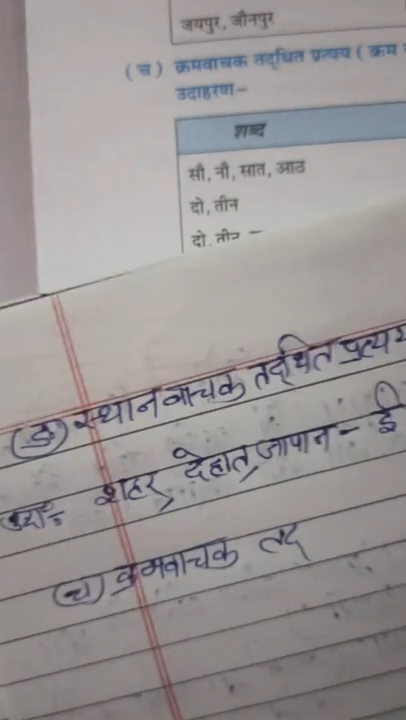 जयपुर, जौनपुर
(च) क्रमवाचक तद्धित प्रत्यय ( क्रम
उदाहरण–
शब्द
सौ, नौ, सात, आठ
दो, तीन
दो, तीन
(ङ) स्थानवाचक तद्धित प्रत्यय
शहर, देहात, जापान - ई
(च) क्रमवाचक तद्